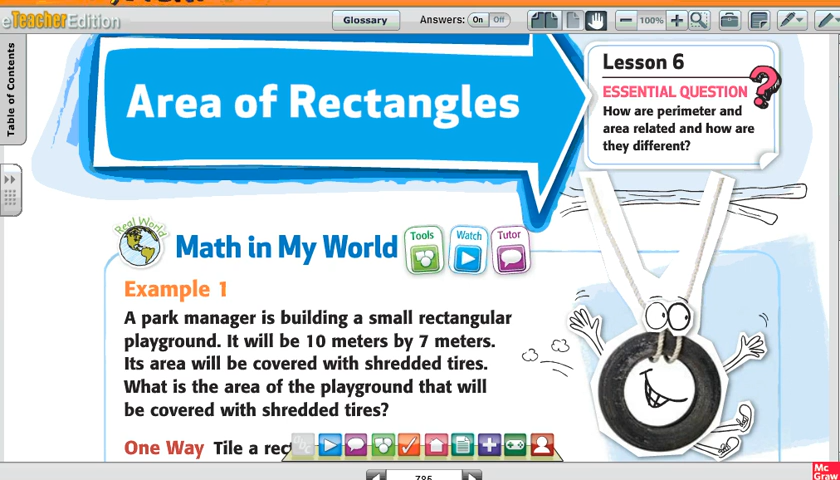 eTeacherEdition
Glossary
Answers: On Off
100%
Table of Contents
Area of Rectangles
Lesson 6
ESSENTIAL QUESTION
How are perimeter and
area related and how are
they different?
Real World
Math in My World
Tools
Watch
Tutor
Example 1
A park manager is building a small rectangular
playground. It will be 10 meters by 7 meters.
Its area will be covered with shredded tires.
What is the area of the playground that will
be covered with shredded tires?
One Way Tile a
Mc
Graw